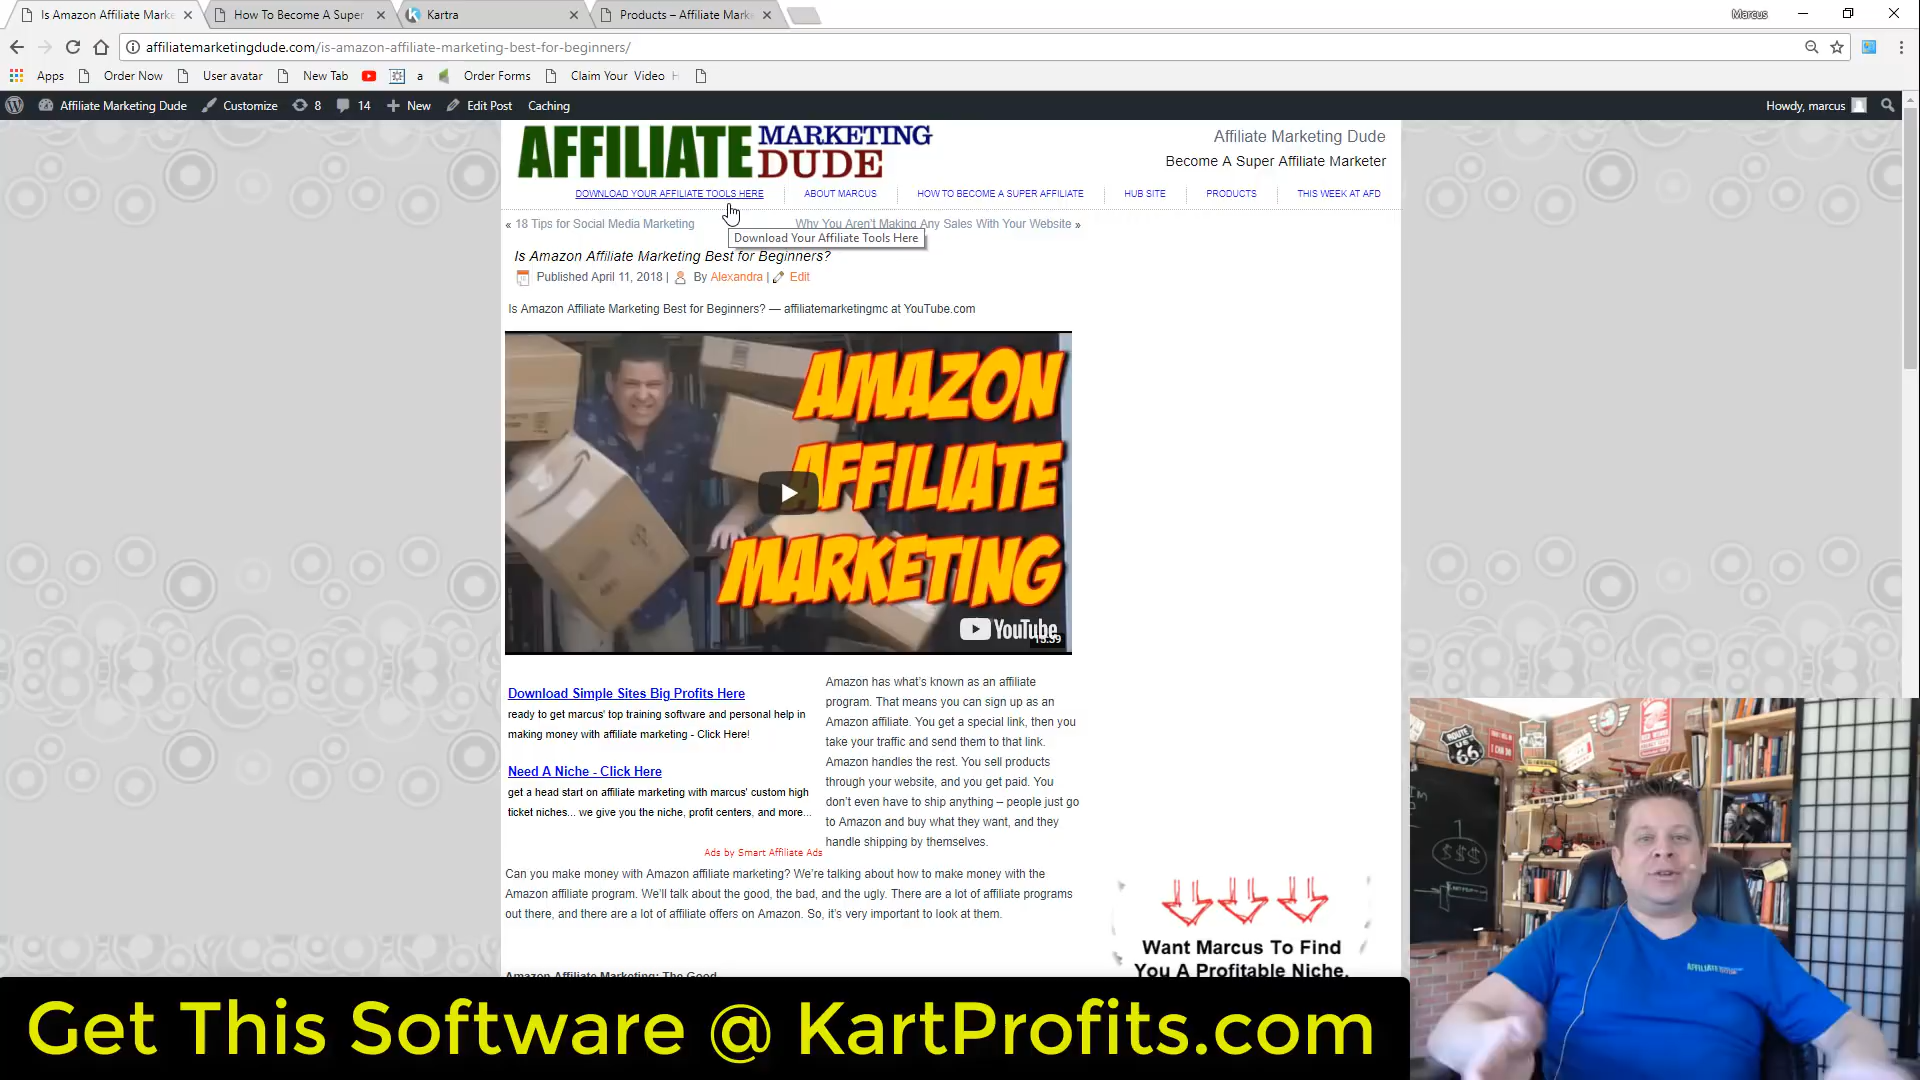 Is Amazon Affiliate Marke
How To Become A Super
Kartra
Products – Affiliate Mark
Marcus
affiliatemarketingdude.com/is-amazon-affiliate-marketing-best-for-beginners/
Apps
Order Now
User avatar
New Tab
a
Order Forms
Claim Your Video H
Affiliate Marketing Dude
Customize
8
14
New
Edit Post
Caching
Howdy, marcus
AFFILIATE MARKETING DUDE
Affiliate Marketing Dude
Become A Super Affiliate Marketer
DOWNLOAD YOUR AFFILIATE TOOLS HERE
ABOUT MARCUS
HOW TO BECOME A SUPER AFFILIATE
HUB SITE
PRODUCTS
THIS WEEK AT AFD
« 18 Tips for Social Media Marketing
Why You Aren't Making Any Sales With Your Website »
Download Your Affiliate Tools Here
Is Amazon Affiliate Marketing Best for Beginners?
Published April 11, 2018 | By Alexandra | Edit
Is Amazon Affiliate Marketing Best for Beginners? — affiliatemarketingmc at YouTube.com
AMAZON
AFFILIATE
MARKETING
YouTube
15:39
Download Simple Sites Big Profits Here
ready to get marcus' top training software and personal help in
making money with affiliate marketing - Click Here!
Need A Niche - Click Here
get a head start on affiliate marketing with marcus' custom high
ticket niches... we give you the niche, profit centers, and more...
Ads by Smart Affiliate Ads
Amazon has what's known as an affiliate
program. That means you can sign up as an
Amazon affiliate. You get a special link, then you
take your traffic and send them to that link.
Amazon handles the rest. You sell products
through your website, and you get paid. You
don't even have to ship anything – people just go
to Amazon and buy what they want, and they
handle shipping by themselves.
Can you make money with Amazon affiliate marketing? We're talking about how to make money with the
Amazon affiliate program. We'll talk about the good, the bad, and the ugly. There are a lot of affiliate programs
out there, and there are a lot of affiliate offers on Amazon. So, it's very important to look at them.
Amazon Affiliate Marketing: The Good
Want Marcus To Find
You A Profitable Niche,
ROUTE
US
66
I CAN DO
$$$
AFFILIATE
Get This Software @ KartProfits.com